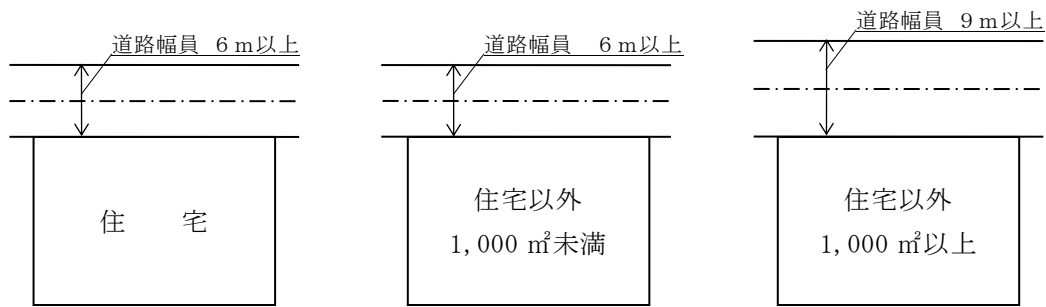 道路幅員 6m以上
住 宅
道路幅員 6m以上
住宅以外
1,000 ㎡未満
道路幅員 9m以上
住宅以外
1,000 ㎡以上